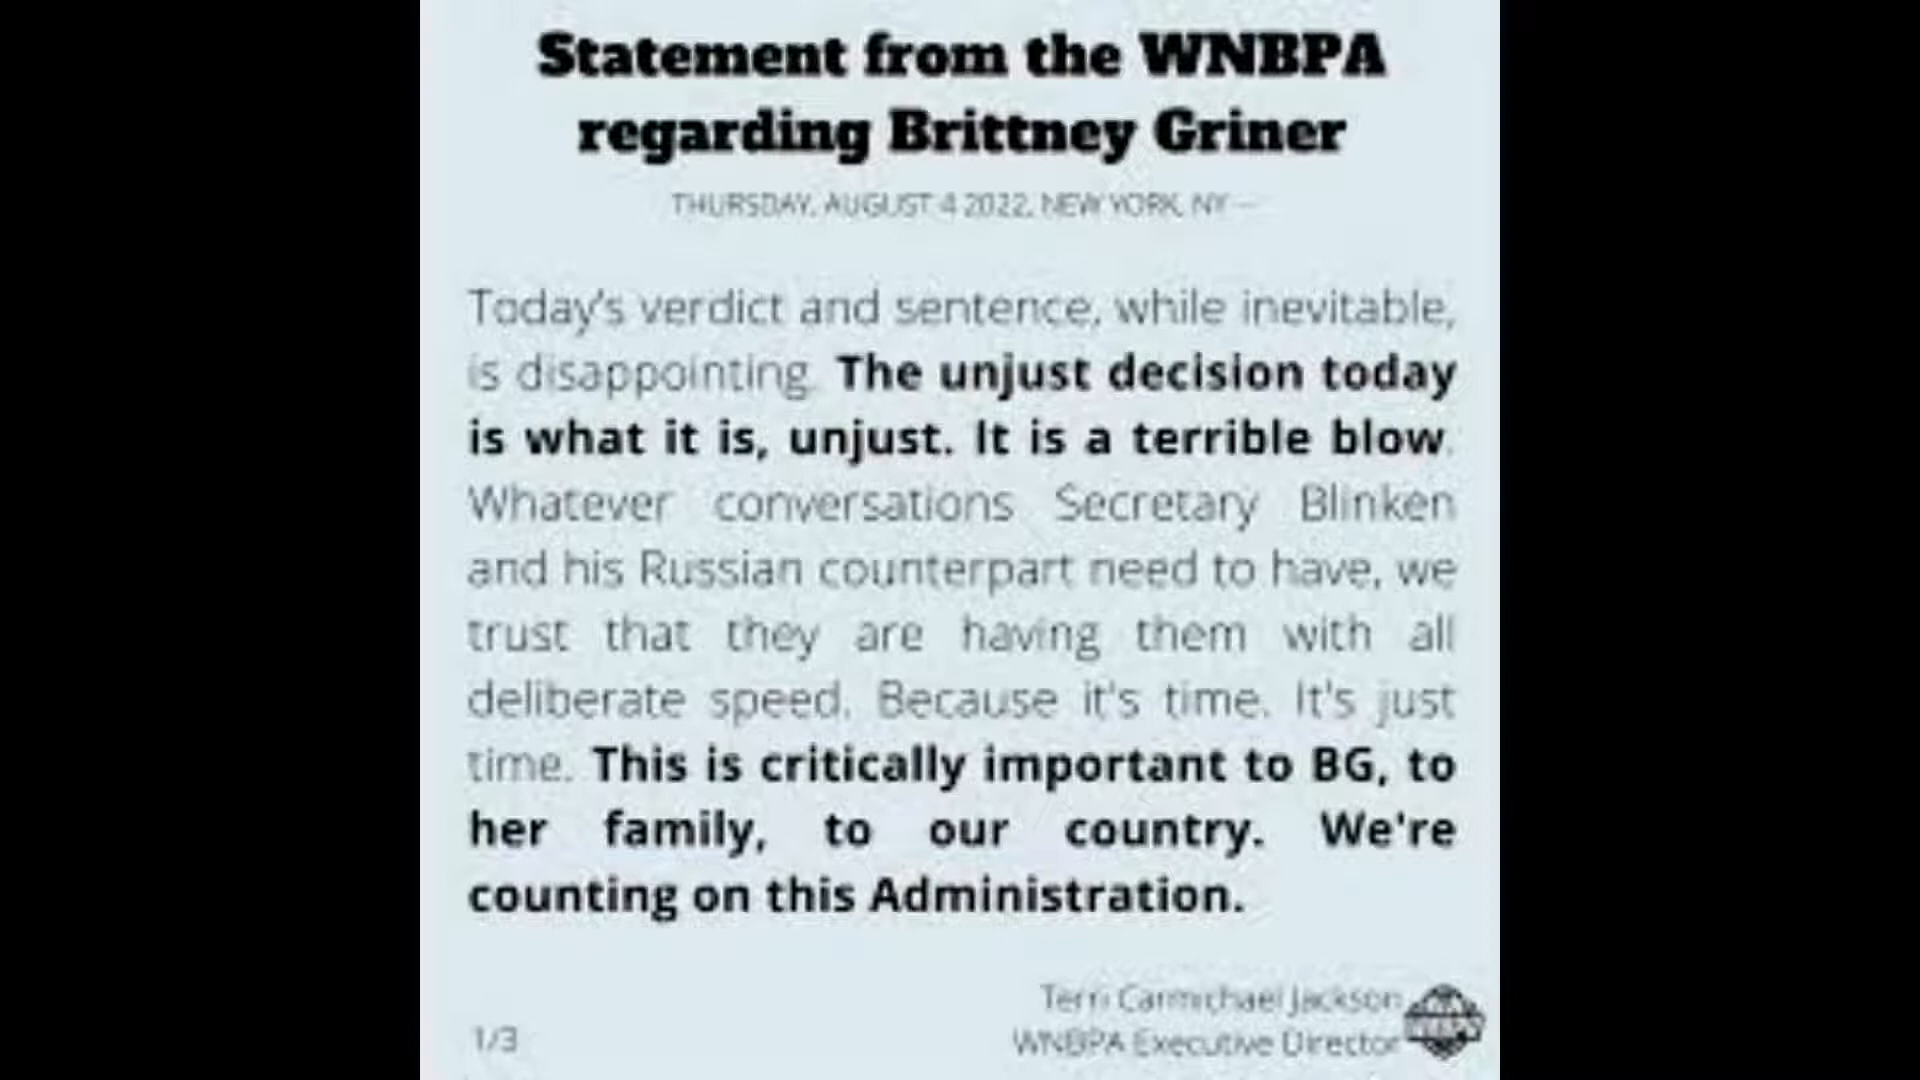 Statement from the WNBPA
regarding Brittney Griner
THURSDAY, AUGUST 4 2022, NEW YORK, NY —
Today's verdict and sentence, while inevitable,
is disappointing. The unjust decision today
is what it is, unjust. It is a terrible blow.
Whatever conversations Secretary Blinken
and his Russian counterpart need to have, we
trust that they are having them with all
deliberate speed. Because it's time. It's just
time. This is critically important to BG, to
her family, to our country. We're
counting on this Administration.
Terri Carmichael Jackson
WNBPA Executive Director
WNBPA
1/3